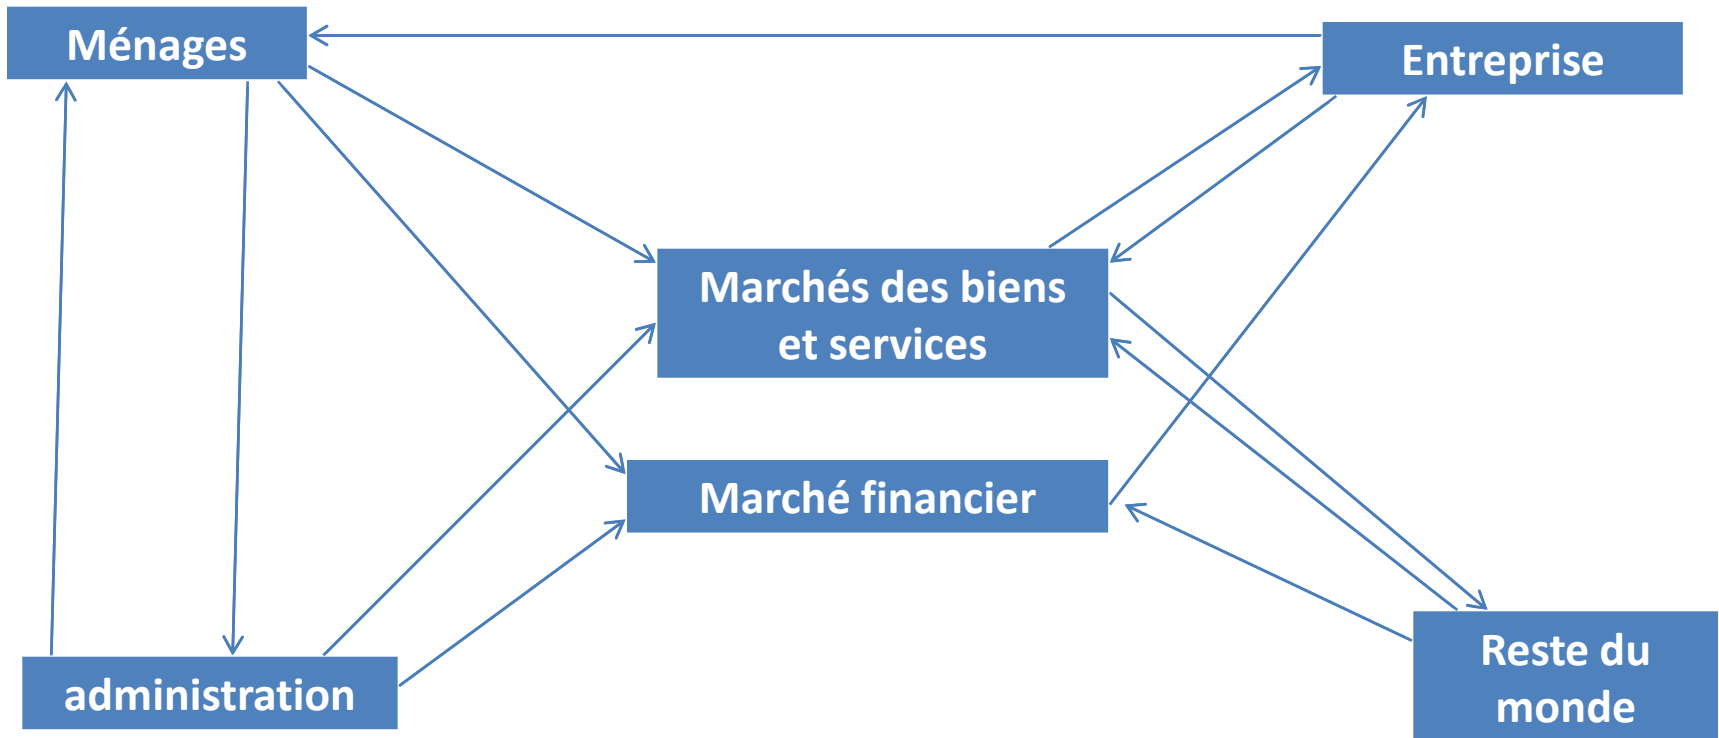 Ménages
Entreprise
Marchés des biens
et services
Marché financier
Reste du
monde
administration